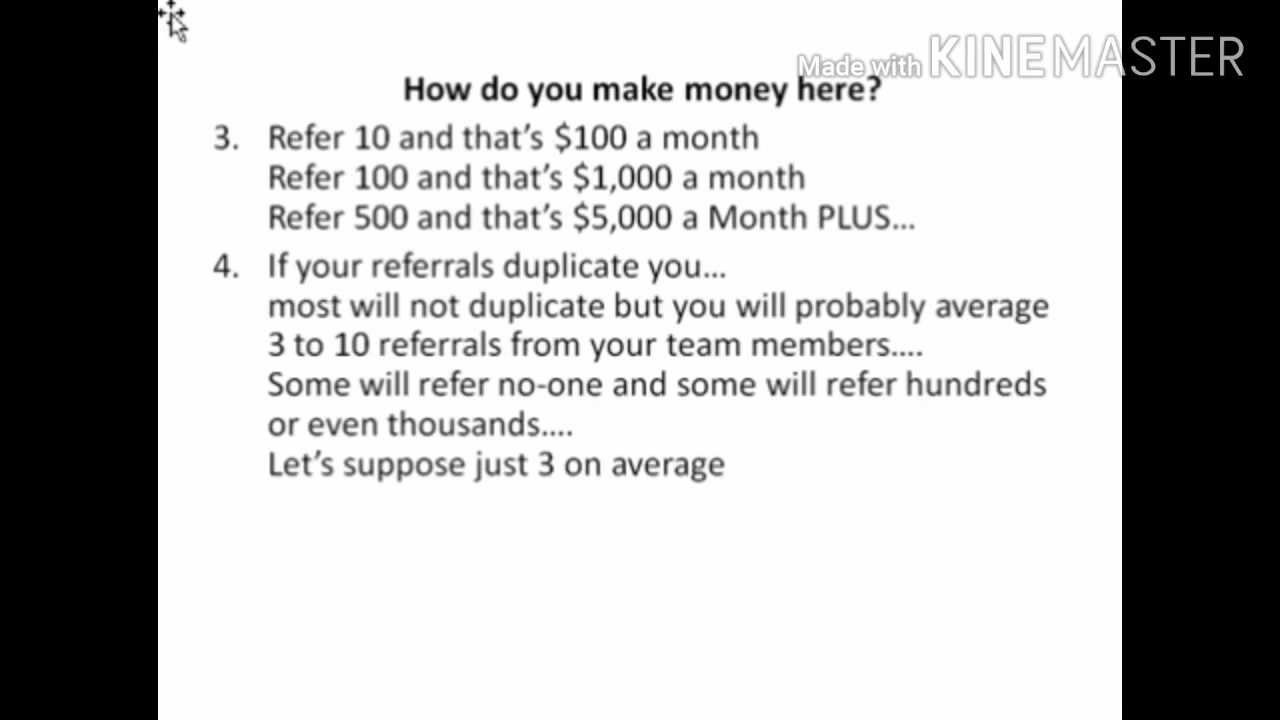 Made with KINEMASTER
How do you make money here?
3. Refer 10 and that's $100 a month
Refer 100 and that's $1,000 a month
Refer 500 and that's $5,000 a Month PLUS...
4. If your referrals duplicate you...
most will not duplicate but you will probably average
3 to 10 referrals from your team members....
Some will refer no-one and some will refer hundreds
or even thousands....
Let's suppose just 3 on average